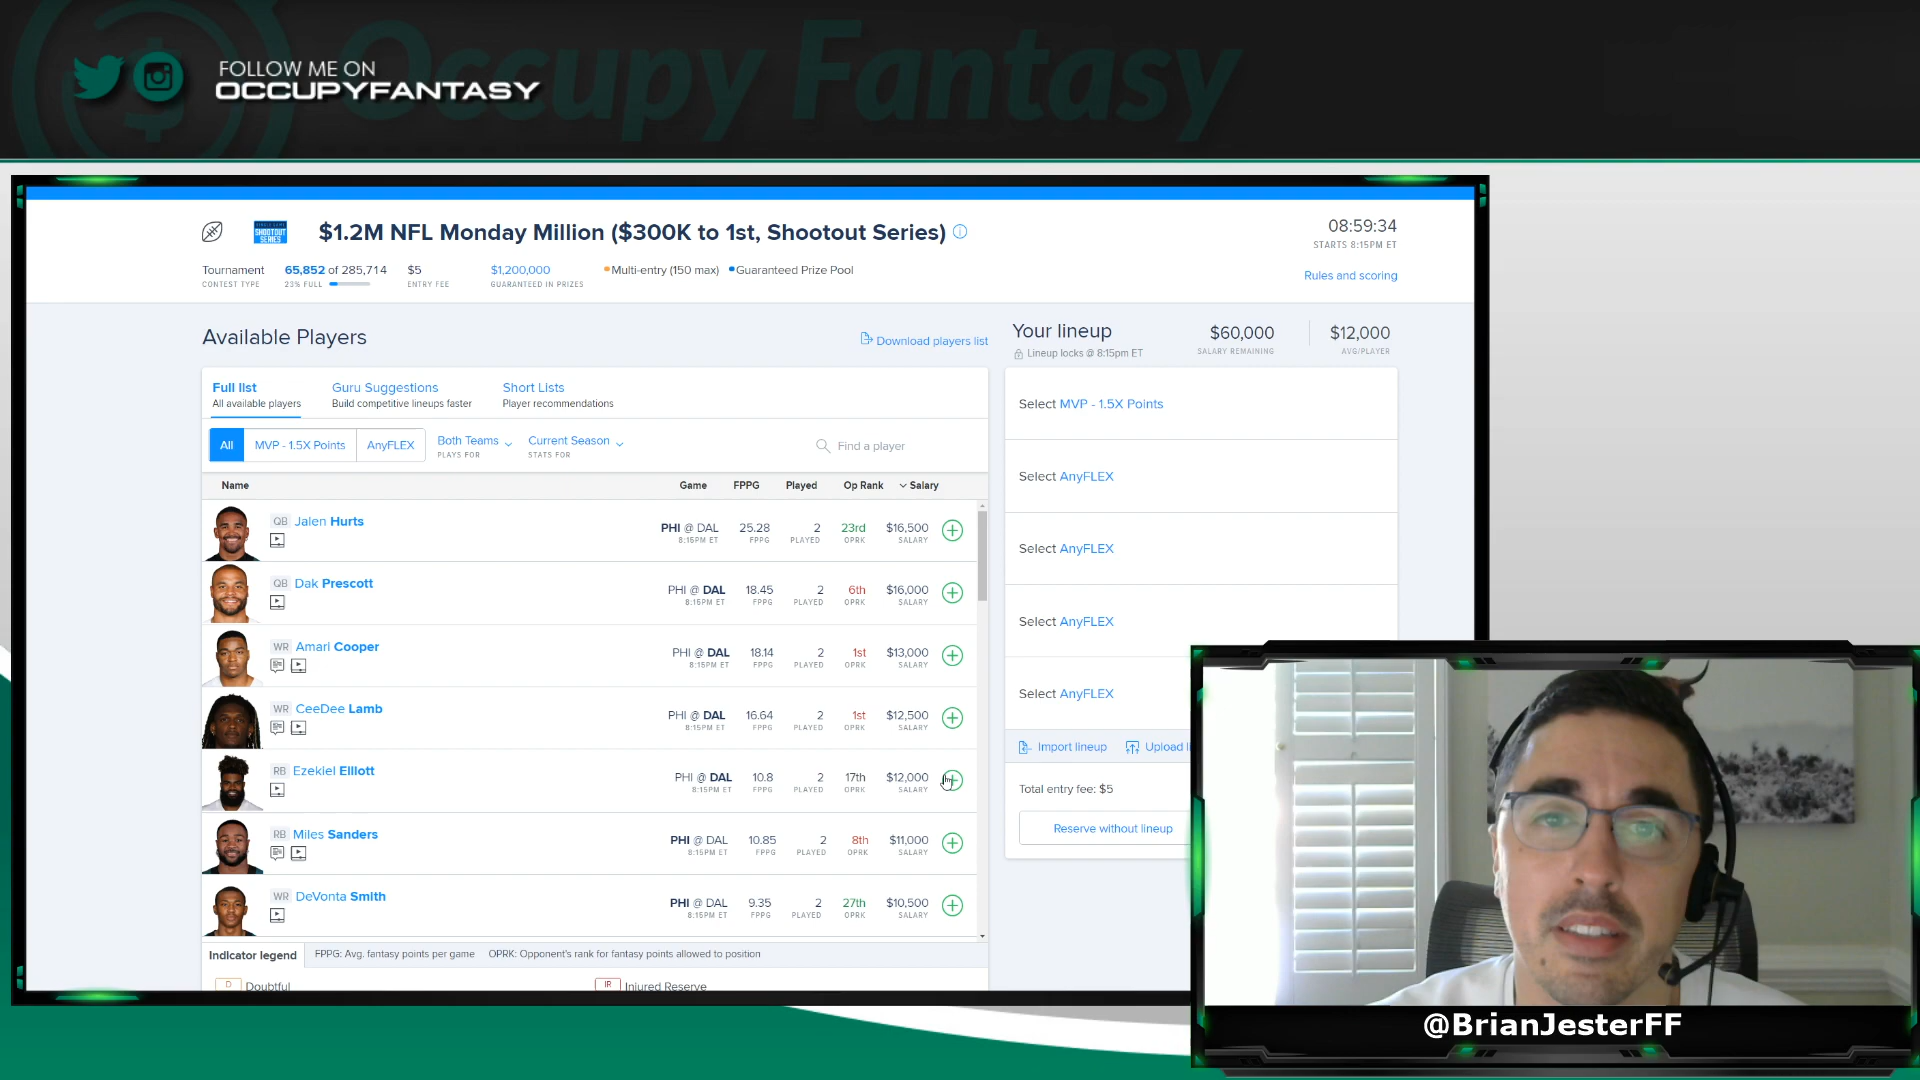 Occupy Fantasy
FOLLOW ME ON
OCCUPYFANTASY
SHOOTOUT
SERIES
$1.2M NFL Monday Million ($300K to 1st, Shootout Series)
08:59:34
STARTS 8:15PM ET
Tournament 65,852 of 285,714 $5 $1,200,000 Multi-entry (150 max) Guaranteed Prize Pool
CONTEST TYPE 23% FULL ENTRY FEE GUARANTEED IN PRIZES
Rules and scoring
Available Players
Download players list
Full list Guru Suggestions Short Lists
All available players Build competitive lineups faster Player recommendations
All MVP - 1.5X Points AnyFLEX Both Teams Current Season Find a player
PLAYS FOR STATS FOR
Name Game FPPG Played Op Rank Salary
QB Jalen Hurts PHI @ DAL 25.28 2 23rd $16,500
8:15PM ET FPPG PLAYED OPRK SALARY
QB Dak Prescott PHI @ DAL 18.45 2 6th $16,000
8:15PM ET FPPG PLAYED OPRK SALARY
WR Amari Cooper PHI @ DAL 18.14 2 1st $13,000
8:15PM ET FPPG PLAYED OPRK SALARY
WR CeeDee Lamb PHI @ DAL 16.64 2 1st $12,500
8:15PM ET FPPG PLAYED OPRK SALARY
RB Ezekiel Elliott PHI @ DAL 10.8 2 17th $12,000
8:15PM ET FPPG PLAYED OPRK SALARY
RB Miles Sanders PHI @ DAL 10.85 2 8th $11,000
8:15PM ET FPPG PLAYED OPRK SALARY
WR DeVonta Smith PHI @ DAL 9.35 2 27th $10,500
8:15PM ET FPPG PLAYED OPRK SALARY
Indicator legend FPPG: Avg. fantasy points per game OPRK: Opponent's rank for fantasy points allowed to position
D Doubtful IR Injured Reserve
Your lineup $60,000 $12,000
Lineup locks @ 8:15pm ET SALARY REMAINING AVG/PLAYER
Select MVP - 1.5X Points
Select AnyFLEX
Select AnyFLEX
Select AnyFLEX
Select AnyFLEX
Import lineup Upload li
Total entry fee: $5
Reserve without lineup
@BrianJesterFF